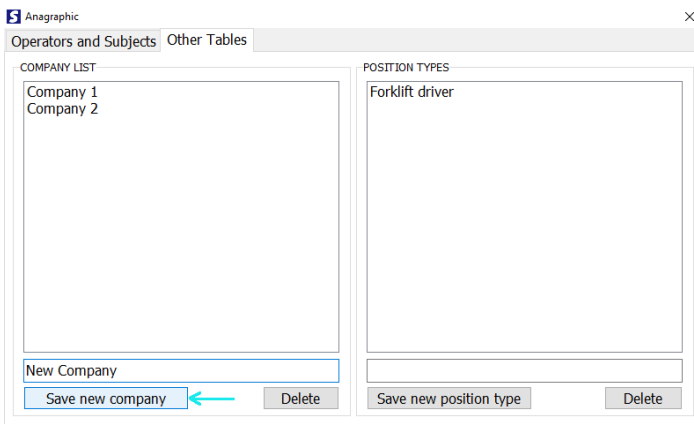 S Anagraphic
Operators and Subjects Other Tables
COMPANY LIST
Company 1
Company 2
New Company
Save new company Delete
POSITION TYPES
Forklift driver
Save new position type Delete